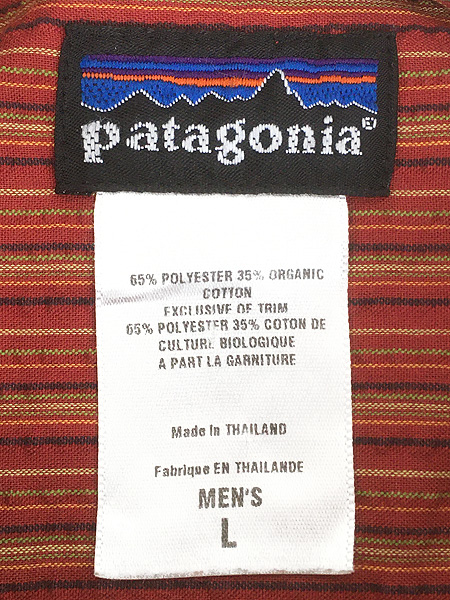 patagonia®
65% POLYESTER 35% ORGANIC
COTTON
EXCLUSIVE OF TRIM
65% POLYESTER 35% COTON DE
CULTURE BIOLOGIQUE
A PART LA GARNITURE
Made in THAILAND
Fabrique EN THAILANDE
MEN'S
L